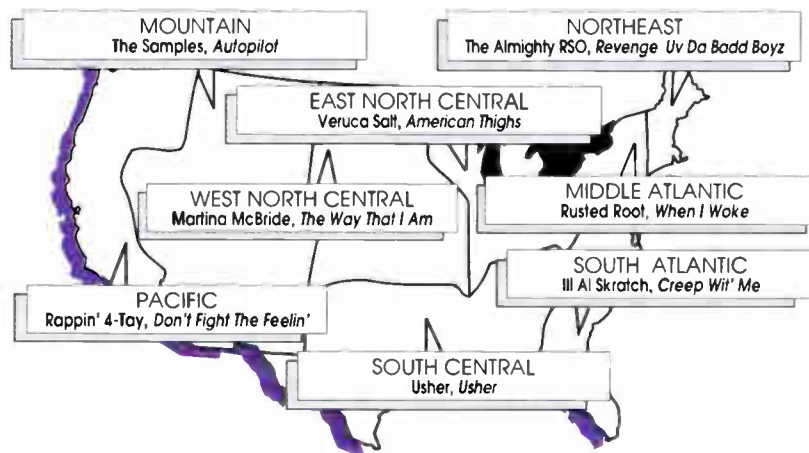 MOUNTAIN
The Samples, Autopilot
NORTHEAST
The Almighty RSO, Revenge Uv Da Badd Boyz
EAST NORTH CENTRAL
Veruca Salt, American Thighs
WEST NORTH CENTRAL
Martina McBride, The Way That I Am
MIDDLE ATLANTIC
Rusted Root, When I Woke
SOUTH ATLANTIC
Ill Al Skratch, Creep Wit' Me
PACIFIC
Rappin' 4-Tay, Don't Fight The Feelin'
SOUTH CENTRAL
Usher, Usher